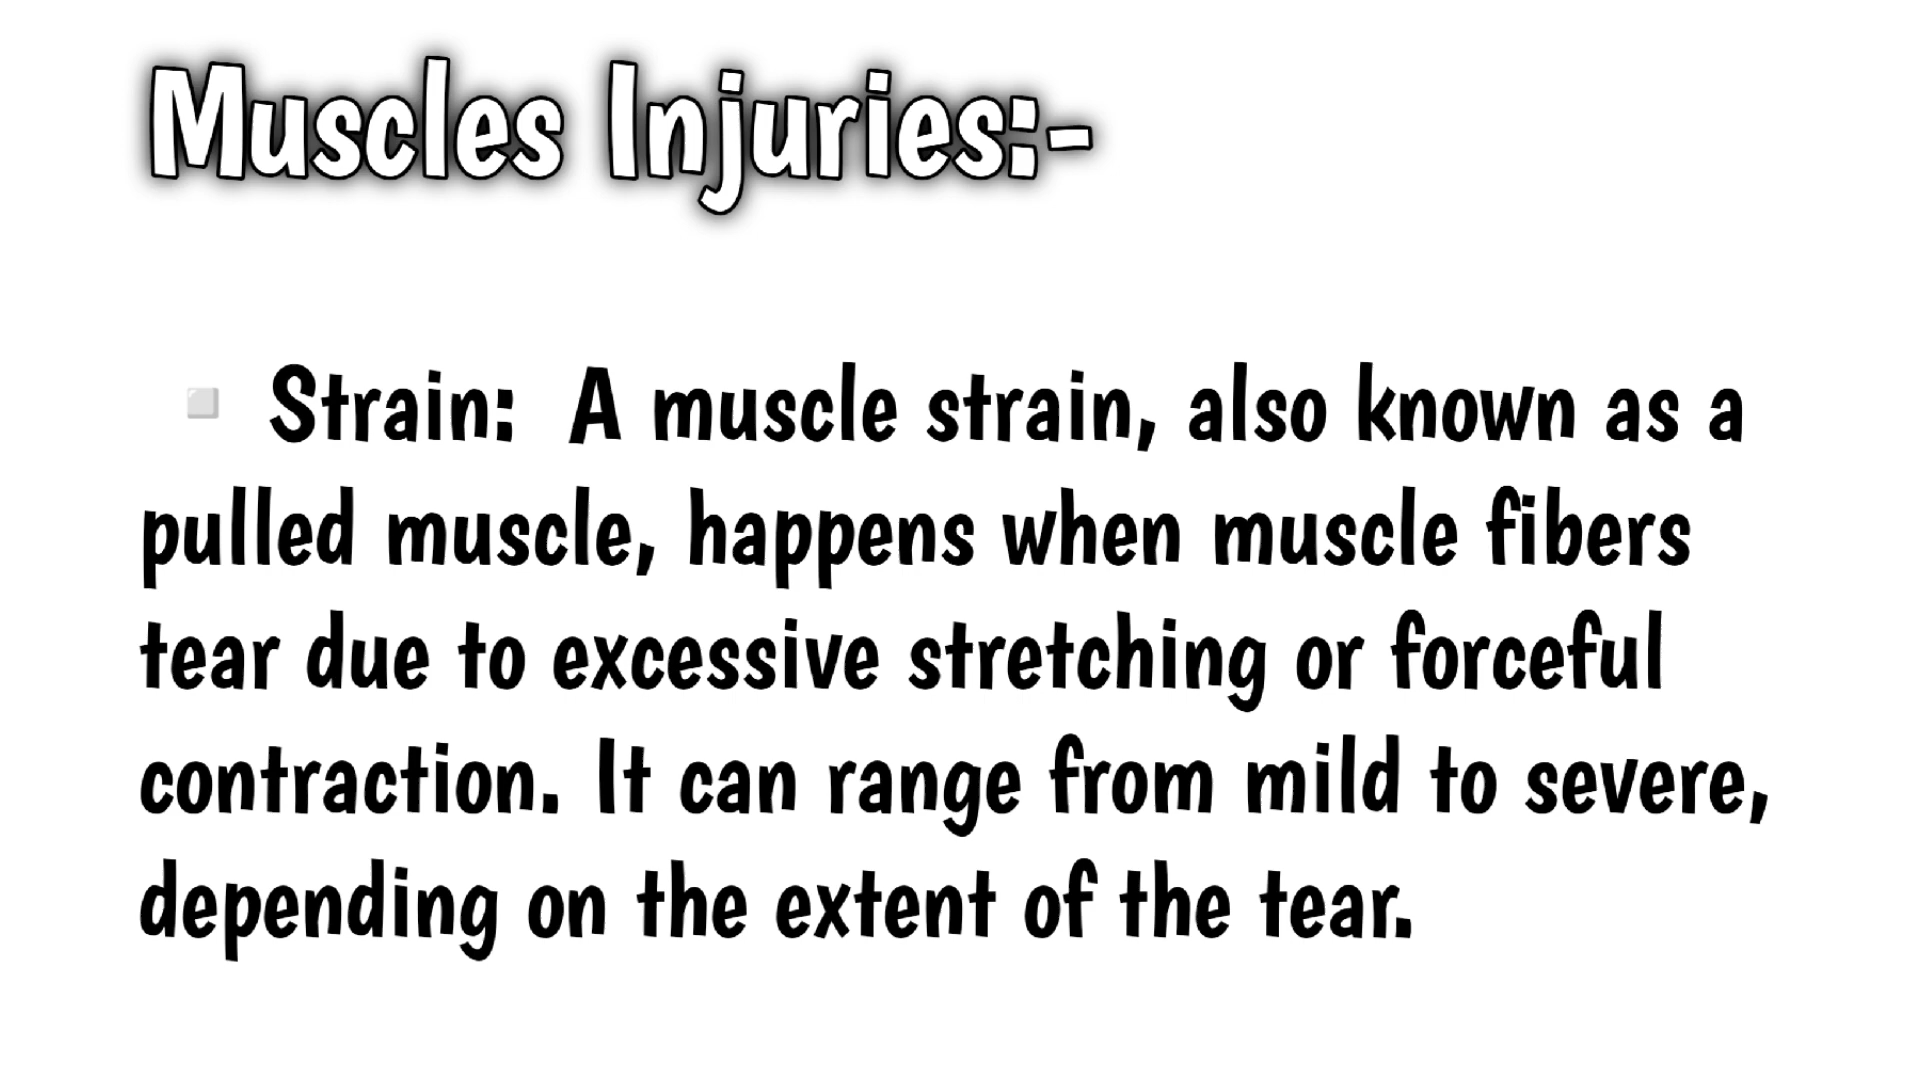 Muscles Injuries:-
▫️ Strain:  A muscle strain, also known as a
pulled muscle, happens when muscle fibers
tear due to excessive stretching or forceful
contraction. It can range from mild to severe,
depending on the extent of the tear.